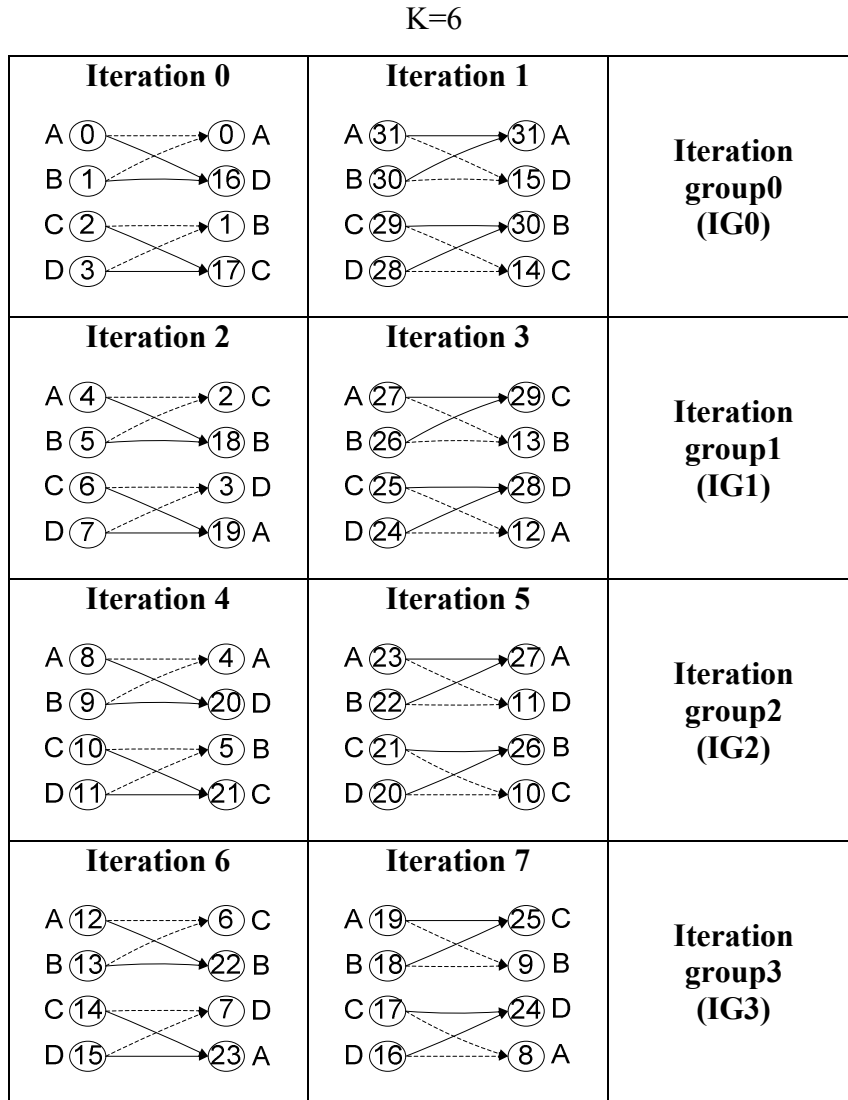 K=6
Iteration 0
A 0 0 A
B 1 16 D
C 2 1 B
D 3 17 C
Iteration 1
A 31 31 A
B 30 15 D
C 29 30 B
D 28 14 C
Iteration
group0
(IG0)
Iteration 2
A 4 2 C
B 5 18 B
C 6 3 D
D 7 19 A
Iteration 3
A 27 29 C
B 26 13 B
C 25 28 D
D 24 12 A
Iteration
group1
(IG1)
Iteration 4
A 8 4 A
B 9 20 D
C 10 5 B
D 11 21 C
Iteration 5
A 23 27 A
B 22 11 D
C 21 26 B
D 20 10 C
Iteration
group2
(IG2)
Iteration 6
A 12 6 C
B 13 22 B
C 14 7 D
D 15 23 A
Iteration 7
A 19 25 C
B 18 9 B
C 17 24 D
D 16 8 A
Iteration
group3
(IG3)